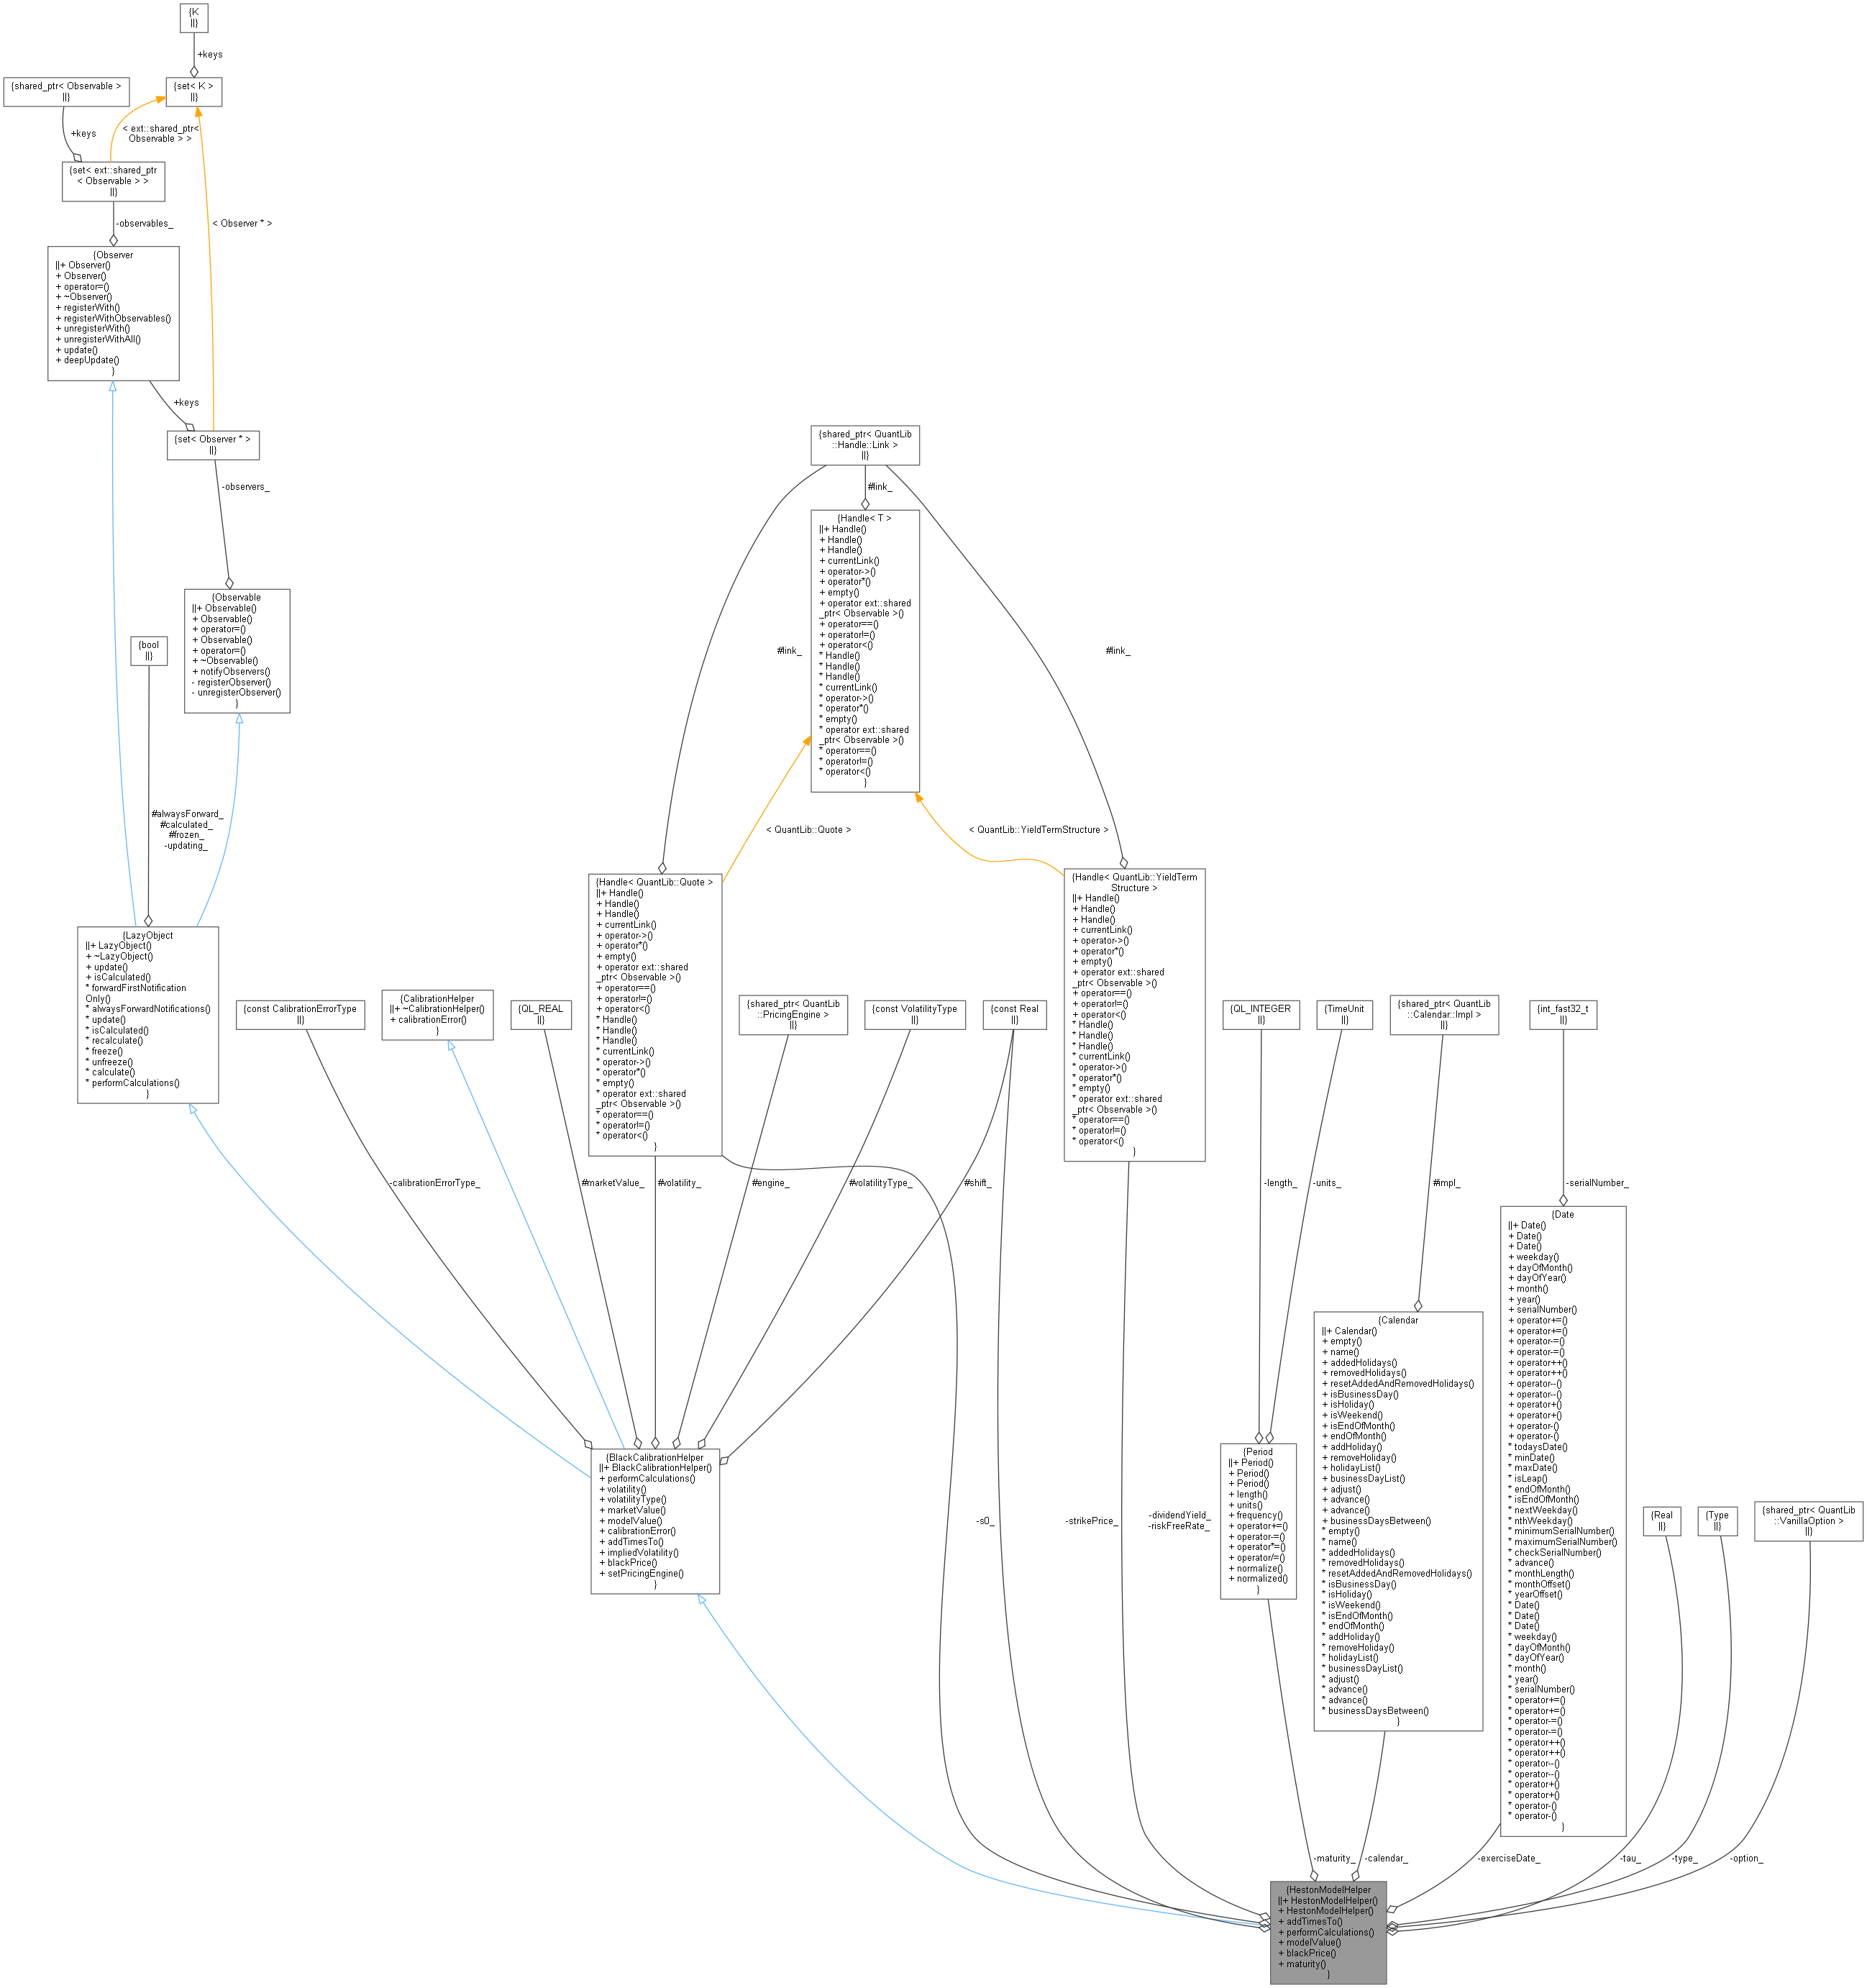 {K
||}
+keys
{shared_ptr< Observable >
||}
{set< K >
||}
+keys
< ext::shared_ptr<
Observable > >
{set< ext::shared_ptr
< Observable > >
||}
-observables_
< Observer * >
{Observer
||+ Observer()
+ Observer()
+ operator=()
+ ~Observer()
+ registerWith()
+ registerWithObservables()
+ unregisterWith()
+ unregisterWithAll()
+ update()
+ deepUpdate()
}
+keys
{set< Observer * >
||}
-observers_
{Observable
||+ Observable()
+ Observable()
+ operator=()
+ Observable()
+ operator=()
+ ~Observable()
+ notifyObservers()
- registerObserver()
- unregisterObserver()
}
{bool
||}
#alwaysForward_
#calculated_
#frozen_
-updating_
{LazyObject
||+ LazyObject()
+ ~LazyObject()
+ update()
+ isCalculated()
* forwardFirstNotification
Only()
* alwaysForwardNotifications()
* update()
* isCalculated()
* recalculate()
* freeze()
* unfreeze()
* calculate()
* performCalculations()
}
{shared_ptr< QuantLib
::Handle::Link >
||}
#link_
#link_
#link_
{Handle< T >
||+ Handle()
+ Handle()
+ Handle()
+ currentLink()
+ operator->()
+ operator*()
+ empty()
+ operator ext::shared
_ptr< Observable >()
+ operator==()
+ operator!=()
+ operator<()
* Handle()
* Handle()
* Handle()
* currentLink()
* operator->()
* operator*()
* empty()
* operator ext::shared
_ptr< Observable >()
* operator==()
* operator!=()
* operator<()
}
< QuantLib::Quote >
< QuantLib::YieldTermStructure >
{Handle< QuantLib::Quote >
||+ Handle()
+ Handle()
+ Handle()
+ currentLink()
+ operator->()
+ operator*()
+ empty()
+ operator ext::shared
_ptr< Observable >()
+ operator==()
+ operator!=()
+ operator<()
* Handle()
* Handle()
* Handle()
* currentLink()
* operator->()
* operator*()
* empty()
* operator ext::shared
_ptr< Observable >()
* operator==()
* operator!=()
* operator<()
}
{Handle< QuantLib::YieldTerm
Structure >
||+ Handle()
+ Handle()
+ Handle()
+ currentLink()
+ operator->()
+ operator*()
+ empty()
+ operator ext::shared
_ptr< Observable >()
+ operator==()
+ operator!=()
+ operator<()
* Handle()
* Handle()
* Handle()
* currentLink()
* operator->()
* operator*()
* empty()
* operator ext::shared
_ptr< Observable >()
* operator==()
* operator!=()
* operator<()
}
{const CalibrationErrorType
||}
{CalibrationHelper
||+ ~CalibrationHelper()
+ calibrationError()
}
{QL_REAL
||}
{shared_ptr< QuantLib
::PricingEngine >
||}
{const VolatilityType
||}
{const Real
||}
{QL_INTEGER
||}
{TimeUnit
||}
{shared_ptr< QuantLib
::Calendar::Impl >
||}
{int_fast32_t
||}
-calibrationErrorType_
#marketValue_
#volatility_
#engine_
#volatilityType_
#shift_
-length_
-units_
#impl_
-serialNumber_
{BlackCalibrationHelper
||+ BlackCalibrationHelper()
+ performCalculations()
+ volatility()
+ volatilityType()
+ marketValue()
+ modelValue()
+ calibrationError()
+ addTimesTo()
+ impliedVolatility()
+ blackPrice()
+ setPricingEngine()
}
-s0_
-strikePrice_
-dividendYield_
-riskFreeRate_
{Period
||+ Period()
+ Period()
+ Period()
+ length()
+ units()
+ frequency()
+ operator+=()
+ operator-=()
+ operator*=()
+ operator/=()
+ normalize()
+ normalized()
}
{Calendar
||+ Calendar()
+ empty()
+ name()
+ addedHolidays()
+ removedHolidays()
+ resetAddedAndRemovedHolidays()
+ isBusinessDay()
+ isHoliday()
+ isWeekend()
+ isEndOfMonth()
+ endOfMonth()
+ addHoliday()
+ removeHoliday()
+ holidayList()
+ businessDayList()
+ adjust()
+ advance()
+ advance()
+ businessDaysBetween()
* empty()
* name()
* addedHolidays()
* removedHolidays()
* resetAddedAndRemovedHolidays()
* isBusinessDay()
* isHoliday()
* isWeekend()
* isEndOfMonth()
* endOfMonth()
* addHoliday()
* removeHoliday()
* holidayList()
* businessDayList()
* adjust()
* advance()
* advance()
* businessDaysBetween()
}
{Date
||+ Date()
+ Date()
+ Date()
+ weekday()
+ dayOfMonth()
+ dayOfYear()
+ month()
+ year()
+ serialNumber()
+ operator+=()
+ operator+=()
+ operator-=()
+ operator-=()
+ operator++()
+ operator++()
+ operator--()
+ operator--()
+ operator+()
+ operator+()
+ operator-()
+ operator-()
* todaysDate()
* minDate()
* maxDate()
* isLeap()
* endOfMonth()
* isEndOfMonth()
* nextWeekday()
* nthWeekday()
* minimumSerialNumber()
* maximumSerialNumber()
* checkSerialNumber()
* advance()
* monthLength()
* monthOffset()
* yearOffset()
* Date()
* Date()
* Date()
* weekday()
* dayOfMonth()
* dayOfYear()
* month()
* year()
* serialNumber()
* operator+=()
* operator+=()
* operator-=()
* operator-=()
* operator++()
* operator++()
* operator--()
* operator--()
* operator+()
* operator+()
* operator-()
* operator-()
}
{Real
||}
{Type
||}
{shared_ptr< QuantLib
::VanillaOption >
||}
-maturity_
-calendar_
-exerciseDate_
-tau_
-type_
-option_
{HestonModelHelper
||+ HestonModelHelper()
+ HestonModelHelper()
+ addTimesTo()
+ performCalculations()
+ modelValue()
+ blackPrice()
+ maturity()
}